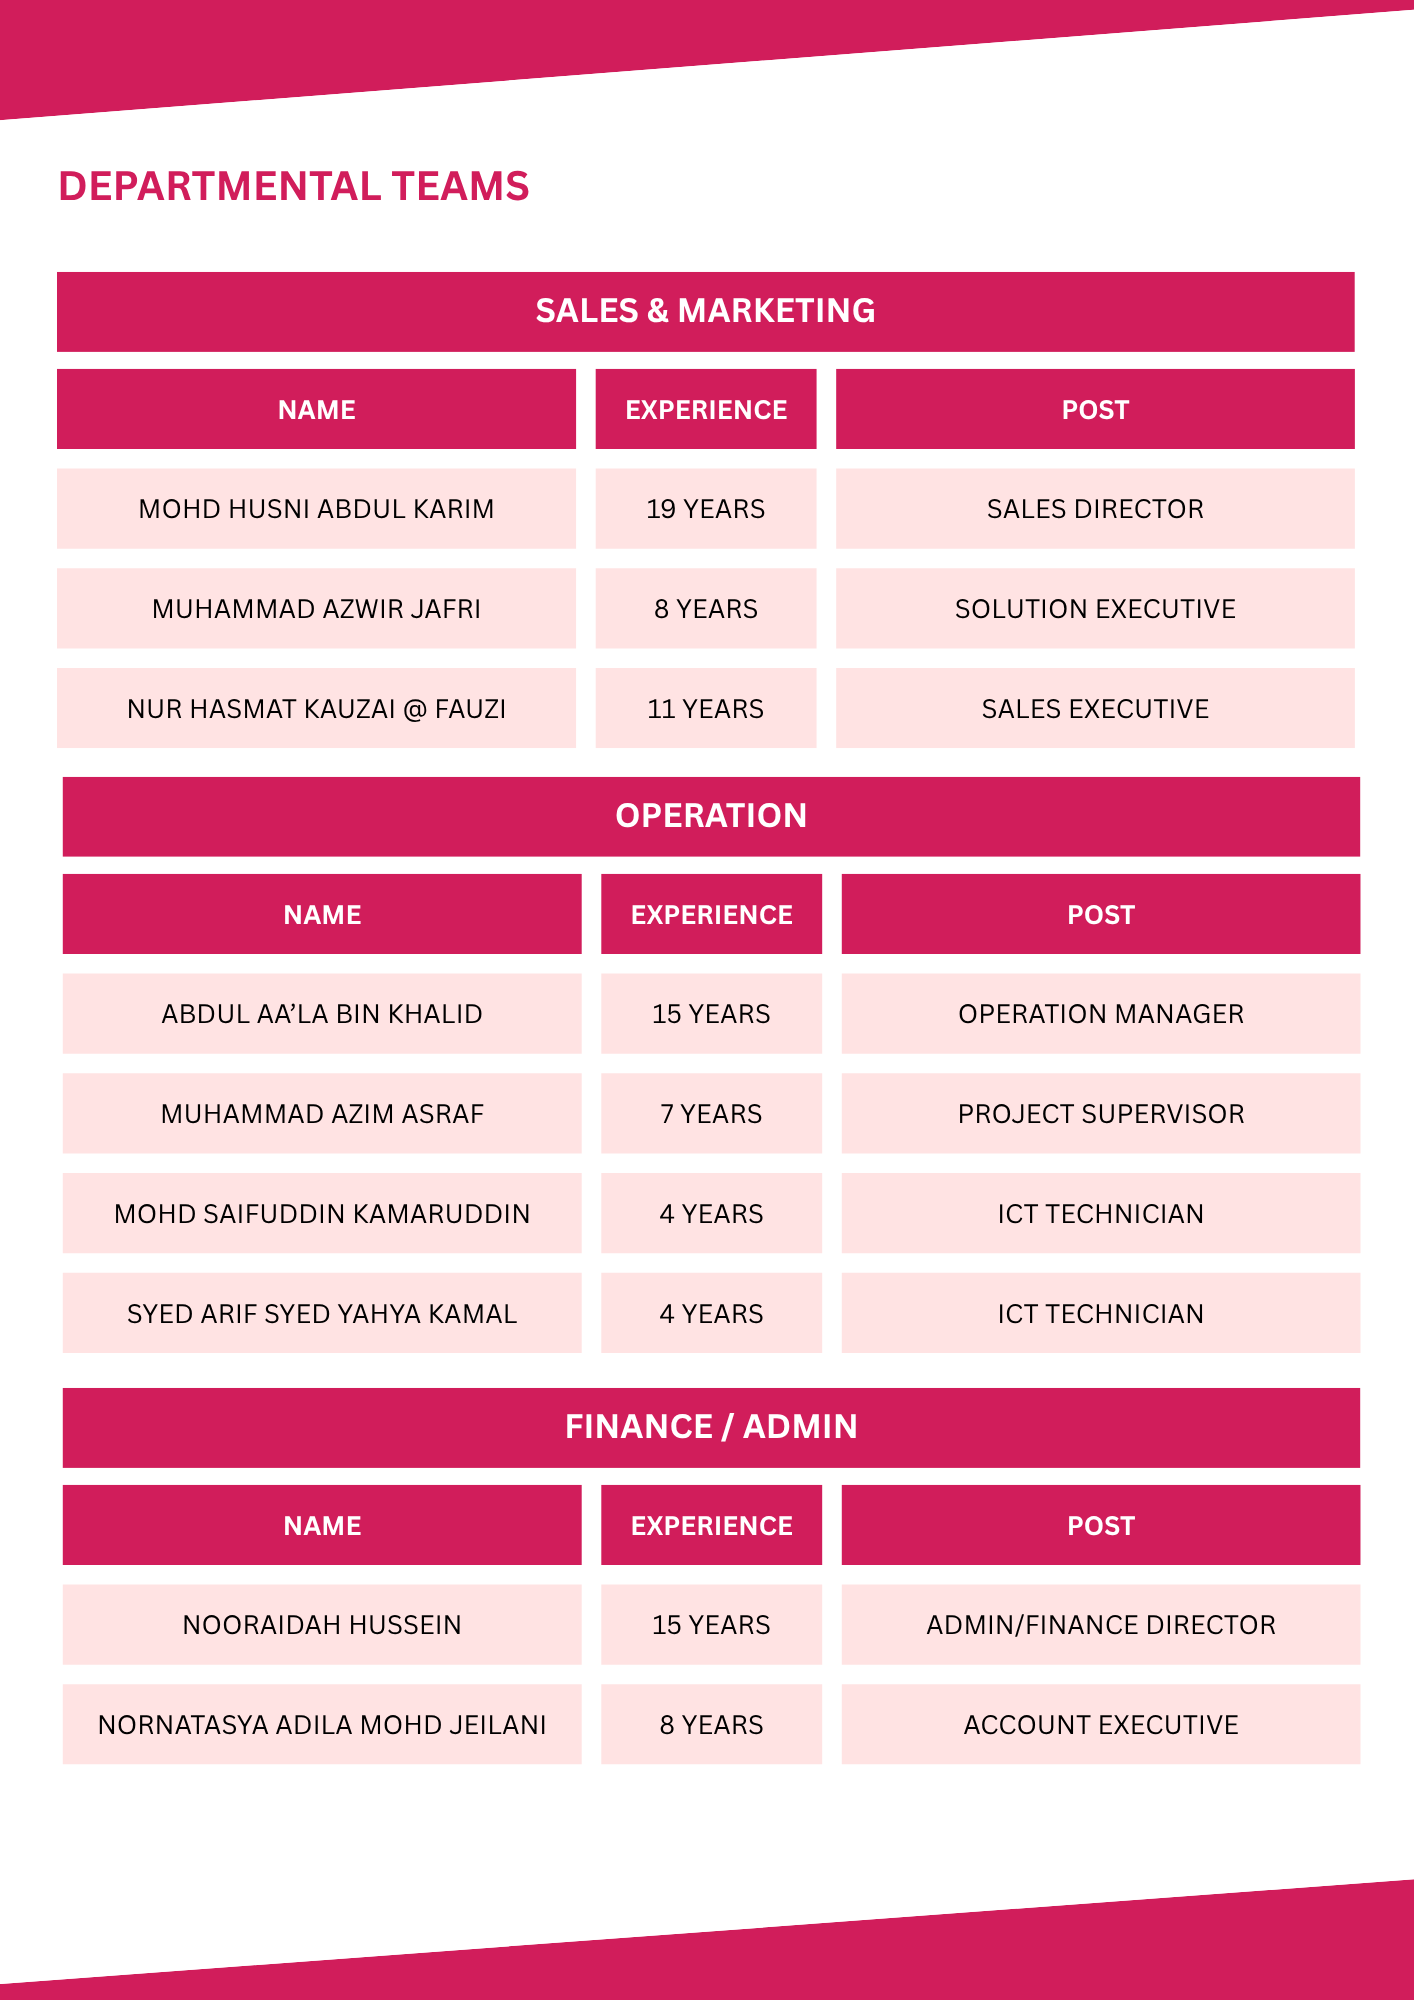 DEPARTMENTAL TEAMS
SALES & MARKETING
NAME EXPERIENCE POST
MOHD HUSNI ABDUL KARIM 19 YEARS SALES DIRECTOR
MUHAMMAD AZWIR JAFRI 8 YEARS SOLUTION EXECUTIVE
NUR HASMAT KAUZAI @ FAUZI 11 YEARS SALES EXECUTIVE
OPERATION
NAME EXPERIENCE POST
ABDUL AA’LA BIN KHALID 15 YEARS OPERATION MANAGER
MUHAMMAD AZIM ASRAF 7 YEARS PROJECT SUPERVISOR
MOHD SAIFUDDIN KAMARUDDIN 4 YEARS ICT TECHNICIAN
SYED ARIF SYED YAHYA KAMAL 4 YEARS ICT TECHNICIAN
FINANCE / ADMIN
NAME EXPERIENCE POST
NOORAIDAH HUSSEIN 15 YEARS ADMIN/FINANCE DIRECTOR
NORNATASYA ADILA MOHD JEILANI 8 YEARS ACCOUNT EXECUTIVE